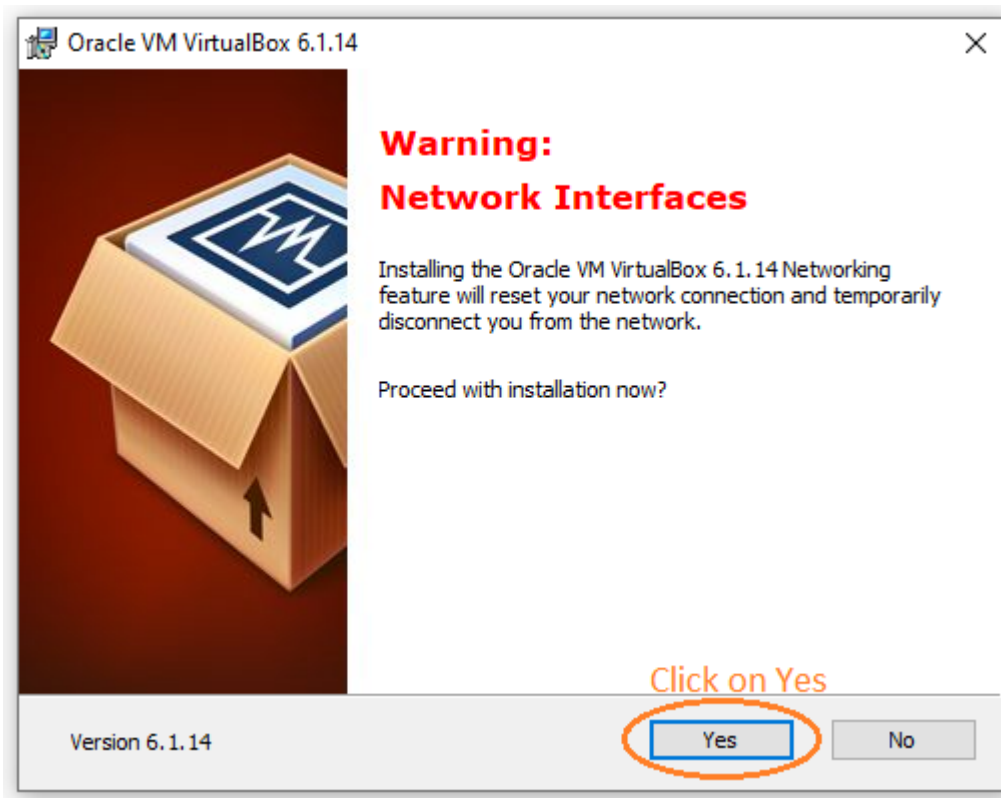 Oracle VM VirtualBox 6.1.14
Warning:
Network Interfaces
Installing the Oracle VM VirtualBox 6.1.14 Networking
feature will reset your network connection and temporarily
disconnect you from the network.
Proceed with installation now?
Click on Yes
Version 6.1.14
Yes
No